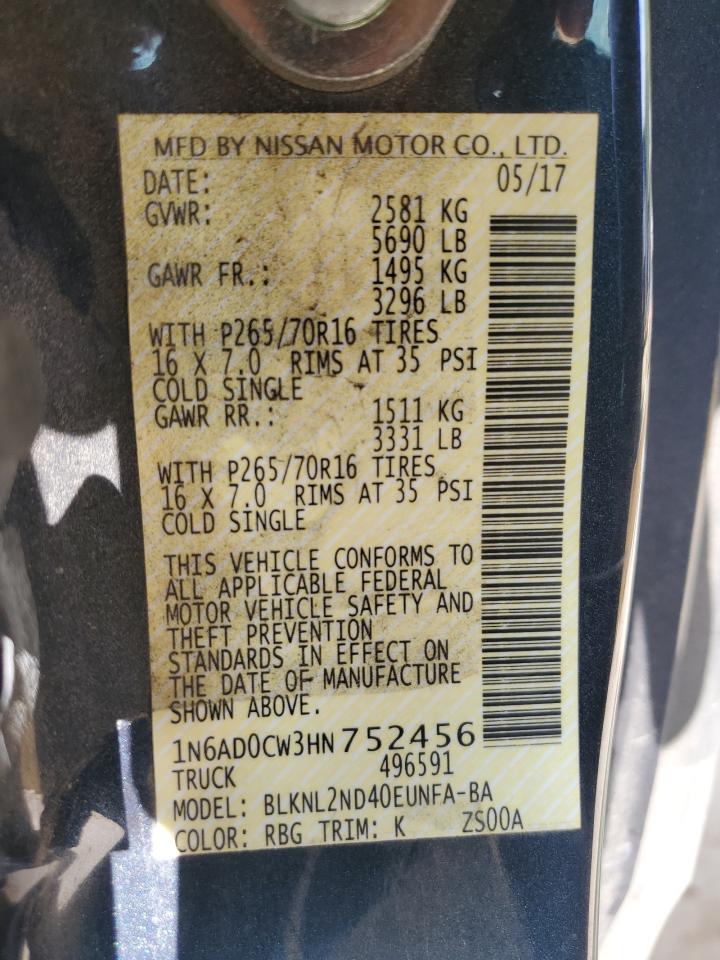 MFD BY NISSAN MOTOR CO., LTD.
DATE: 05/17
GVWR: 2581 KG
5690 LB
GAWR FR.: 1495 KG
3296 LB
WITH P265/70R16 TIRES
16 X 7.0 RIMS AT 35 PSI
COLD SINGLE
GAWR RR.: 1511 KG
3331 LB
WITH P265/70R16 TIRES
16 X 7.0 RIMS AT 35 PSI
COLD SINGLE
THIS VEHICLE CONFORMS TO
ALL APPLICABLE FEDERAL
MOTOR VEHICLE SAFETY AND
THEFT PREVENTION
STANDARDS IN EFFECT ON
THE DATE OF MANUFACTURE
SHOWN ABOVE.
1N6AD0CW3HN752456
TRUCK 496591
MODEL: BLKNL2ND40EUNFA-BA
COLOR: RBG TRIM: K ZS00A